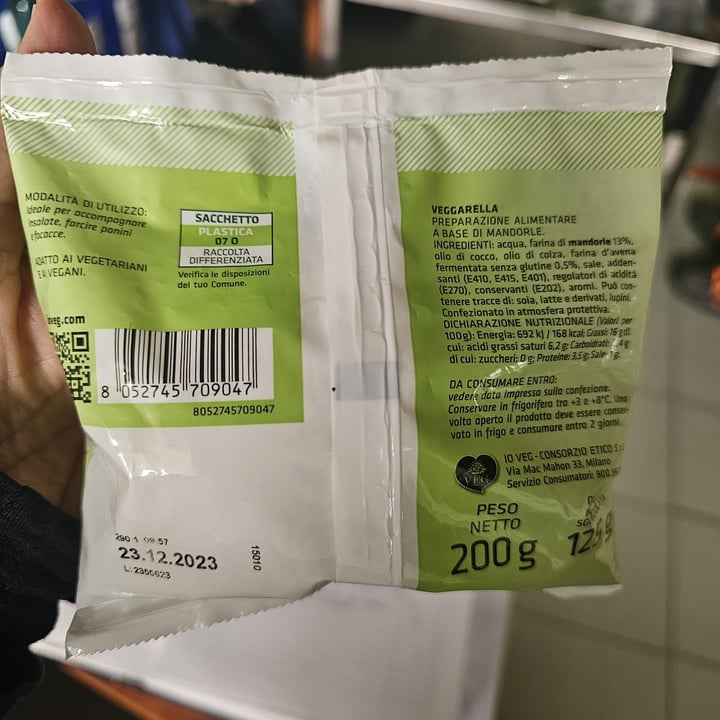 MODALITÀ DI UTILIZZO:
Ideale per accompagnare
insalate, farcire panini
e focacce.
ADATTO AI VEGETARIANI
E AI VEGANI.
SACCHETTO
PLASTICA
07 O
RACCOLTA
DIFFERENZIATA
Verifica le disposizioni
del tuo Comune.
ioveg.com
8 052745 709047
8052745709047
290 1 09:57
23.12.2023
L: 2355623
15010
VEGGARELLA
PREPARAZIONE ALIMENTARE
A BASE DI MANDORLE.
INGREDIENTI: acqua, farina di mandorle 13%,
olio di cocco, olio di colza, farina d'avena
fermentata senza glutine 0,5%, sale, adden-
santi (E410, E415, E401), regolatori di acidità
(E270), conservanti (E202), aromi. Può con-
tenere tracce di: soia, latte e derivati, lupini.
Confezionato in atmosfera protettiva.
DICHIARAZIONE NUTRIZIONALE (Valori per
100g): Energia: 692 kj / 168 kcal; Grassi: 16 g di
cui: acidi grassi saturi 6,2 g; Carboidrati:
di cui: zuccheri: 0 g; Proteine: 3,5 g; Sale:
DA CONSUMARE ENTRO:
vedere data impressa sulla confezione.
Conservare in frigorifero tra +3 e +8°C. Una
volta aperto il prodotto deve essere conser-
vato in frigo e consumare entro 2 giorni.
VEG
IO VEG - CONSORZIO ETICO
Via Mac Mahon 33, Milano
Servizio Consumatori:
PESO
NETTO
200 g
125 g